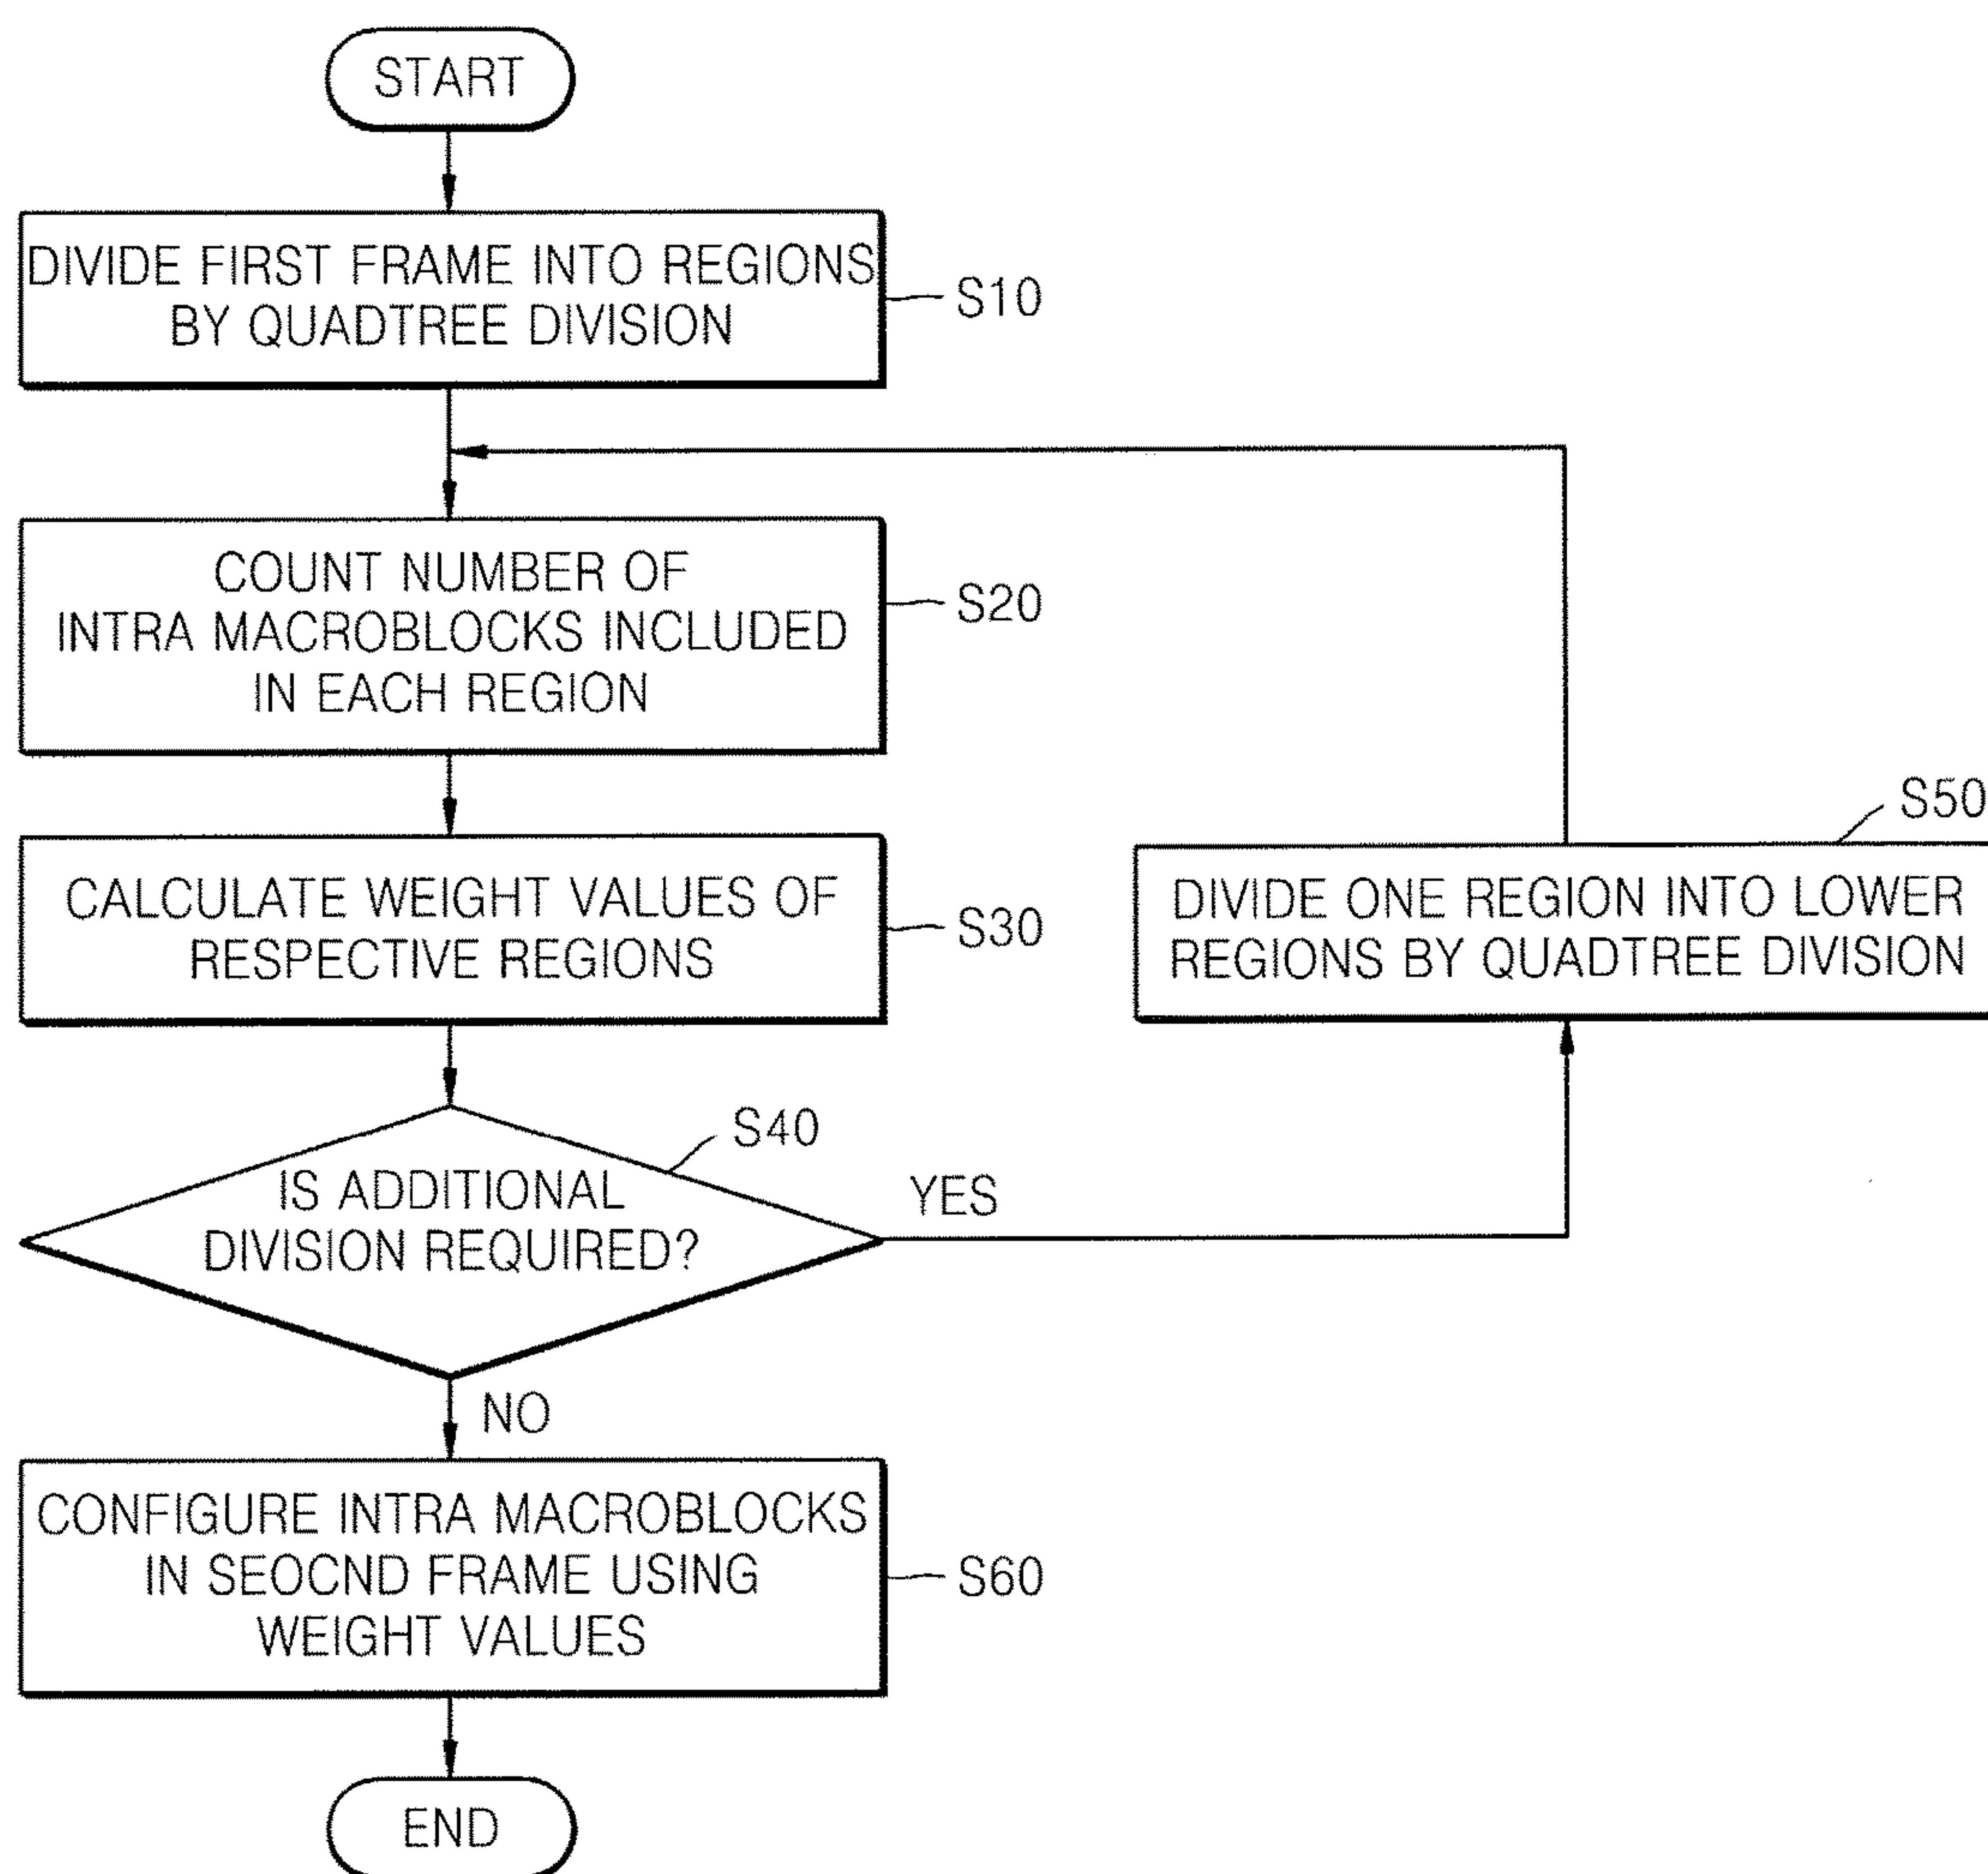 START
DIVIDE FIRST FRAME INTO REGIONS
BY QUADTREE DIVISION
S10
COUNT NUMBER OF
INTRA MACROBLOCKS INCLUDED
IN EACH REGION
S20
CALCULATE WEIGHT VALUES OF
RESPECTIVE REGIONS
S30
S50
DIVIDE ONE REGION INTO LOWER
REGIONS BY QUADTREE DIVISION
S40
IS ADDITIONAL
DIVISION REQUIRED?
YES
NO
CONFIGURE INTRA MACROBLOCKS
IN SEOCND FRAME USING
WEIGHT VALUES
S60
END